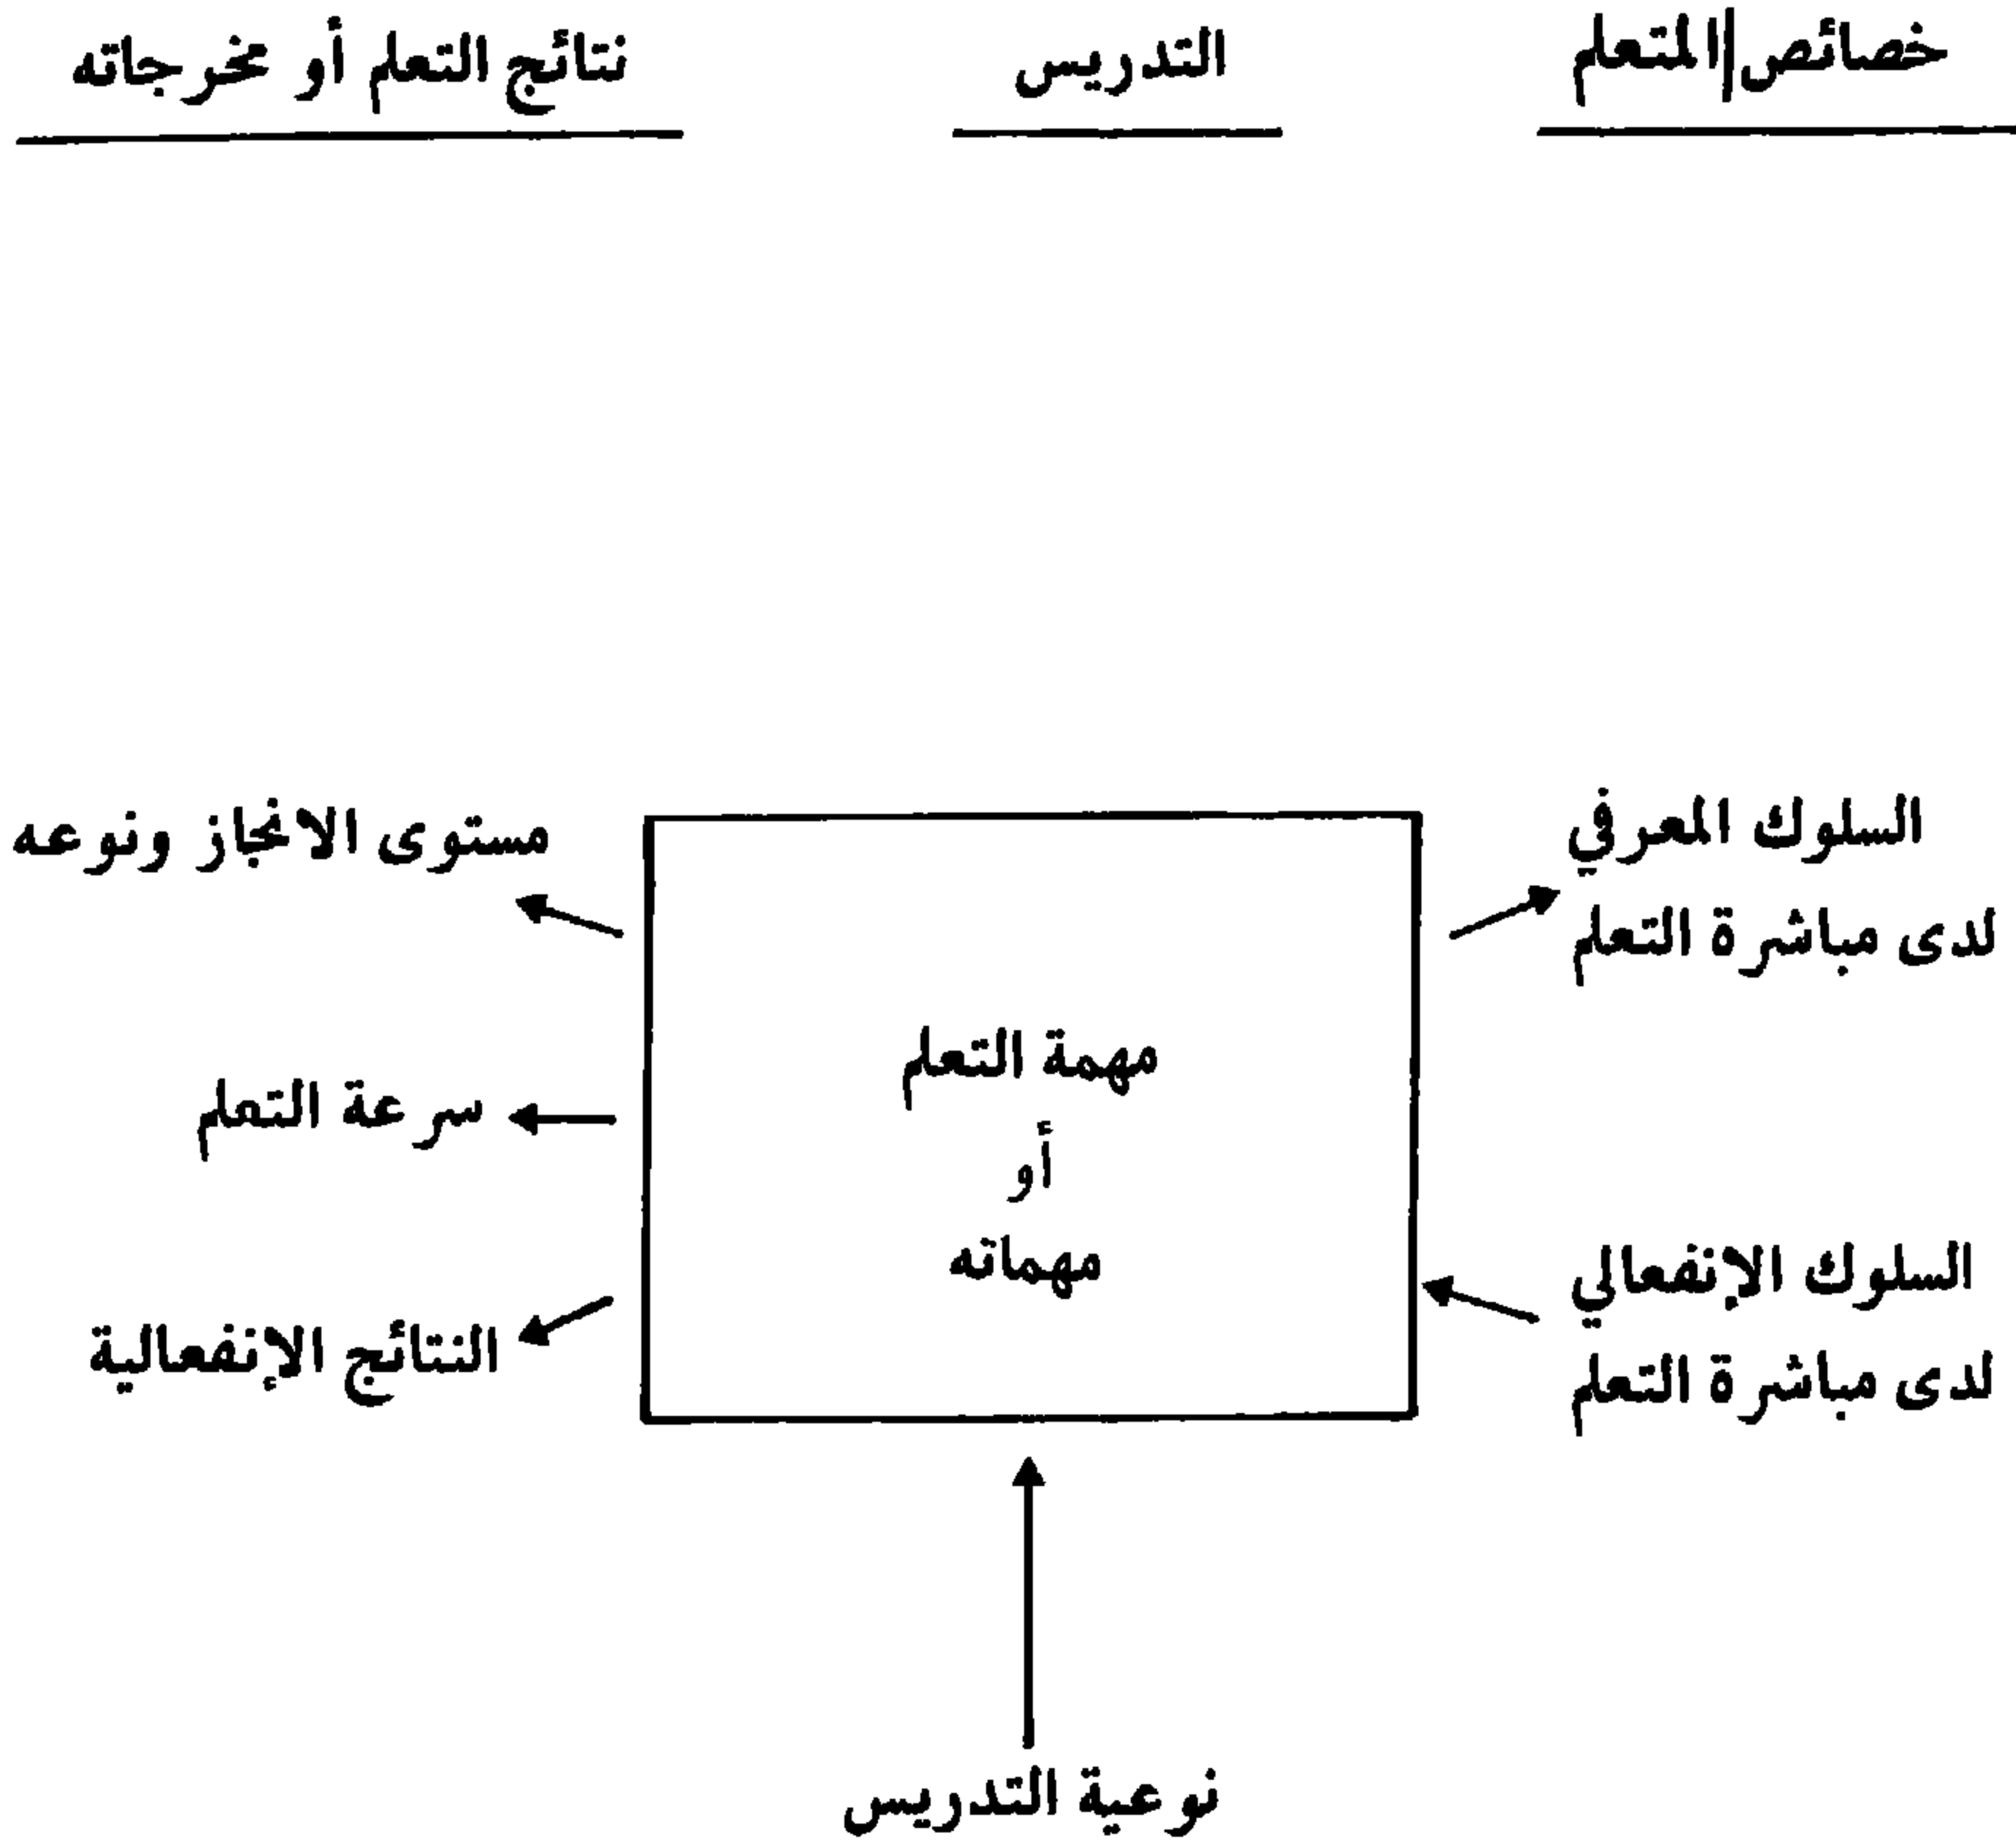 خصائص المتعلم
التدريس
نتائج التعلم أو مخرجاته
السلوك المعرفي
لدى مباشرة التعلم
السلوك الإنفعالي
لدى مباشرة التعلم
مهمة التعلم
أو
مهماته
مستوى الانجاز ونوعه
سرعة التعلم
النتائج الإنفعالية
نوعية التدريس